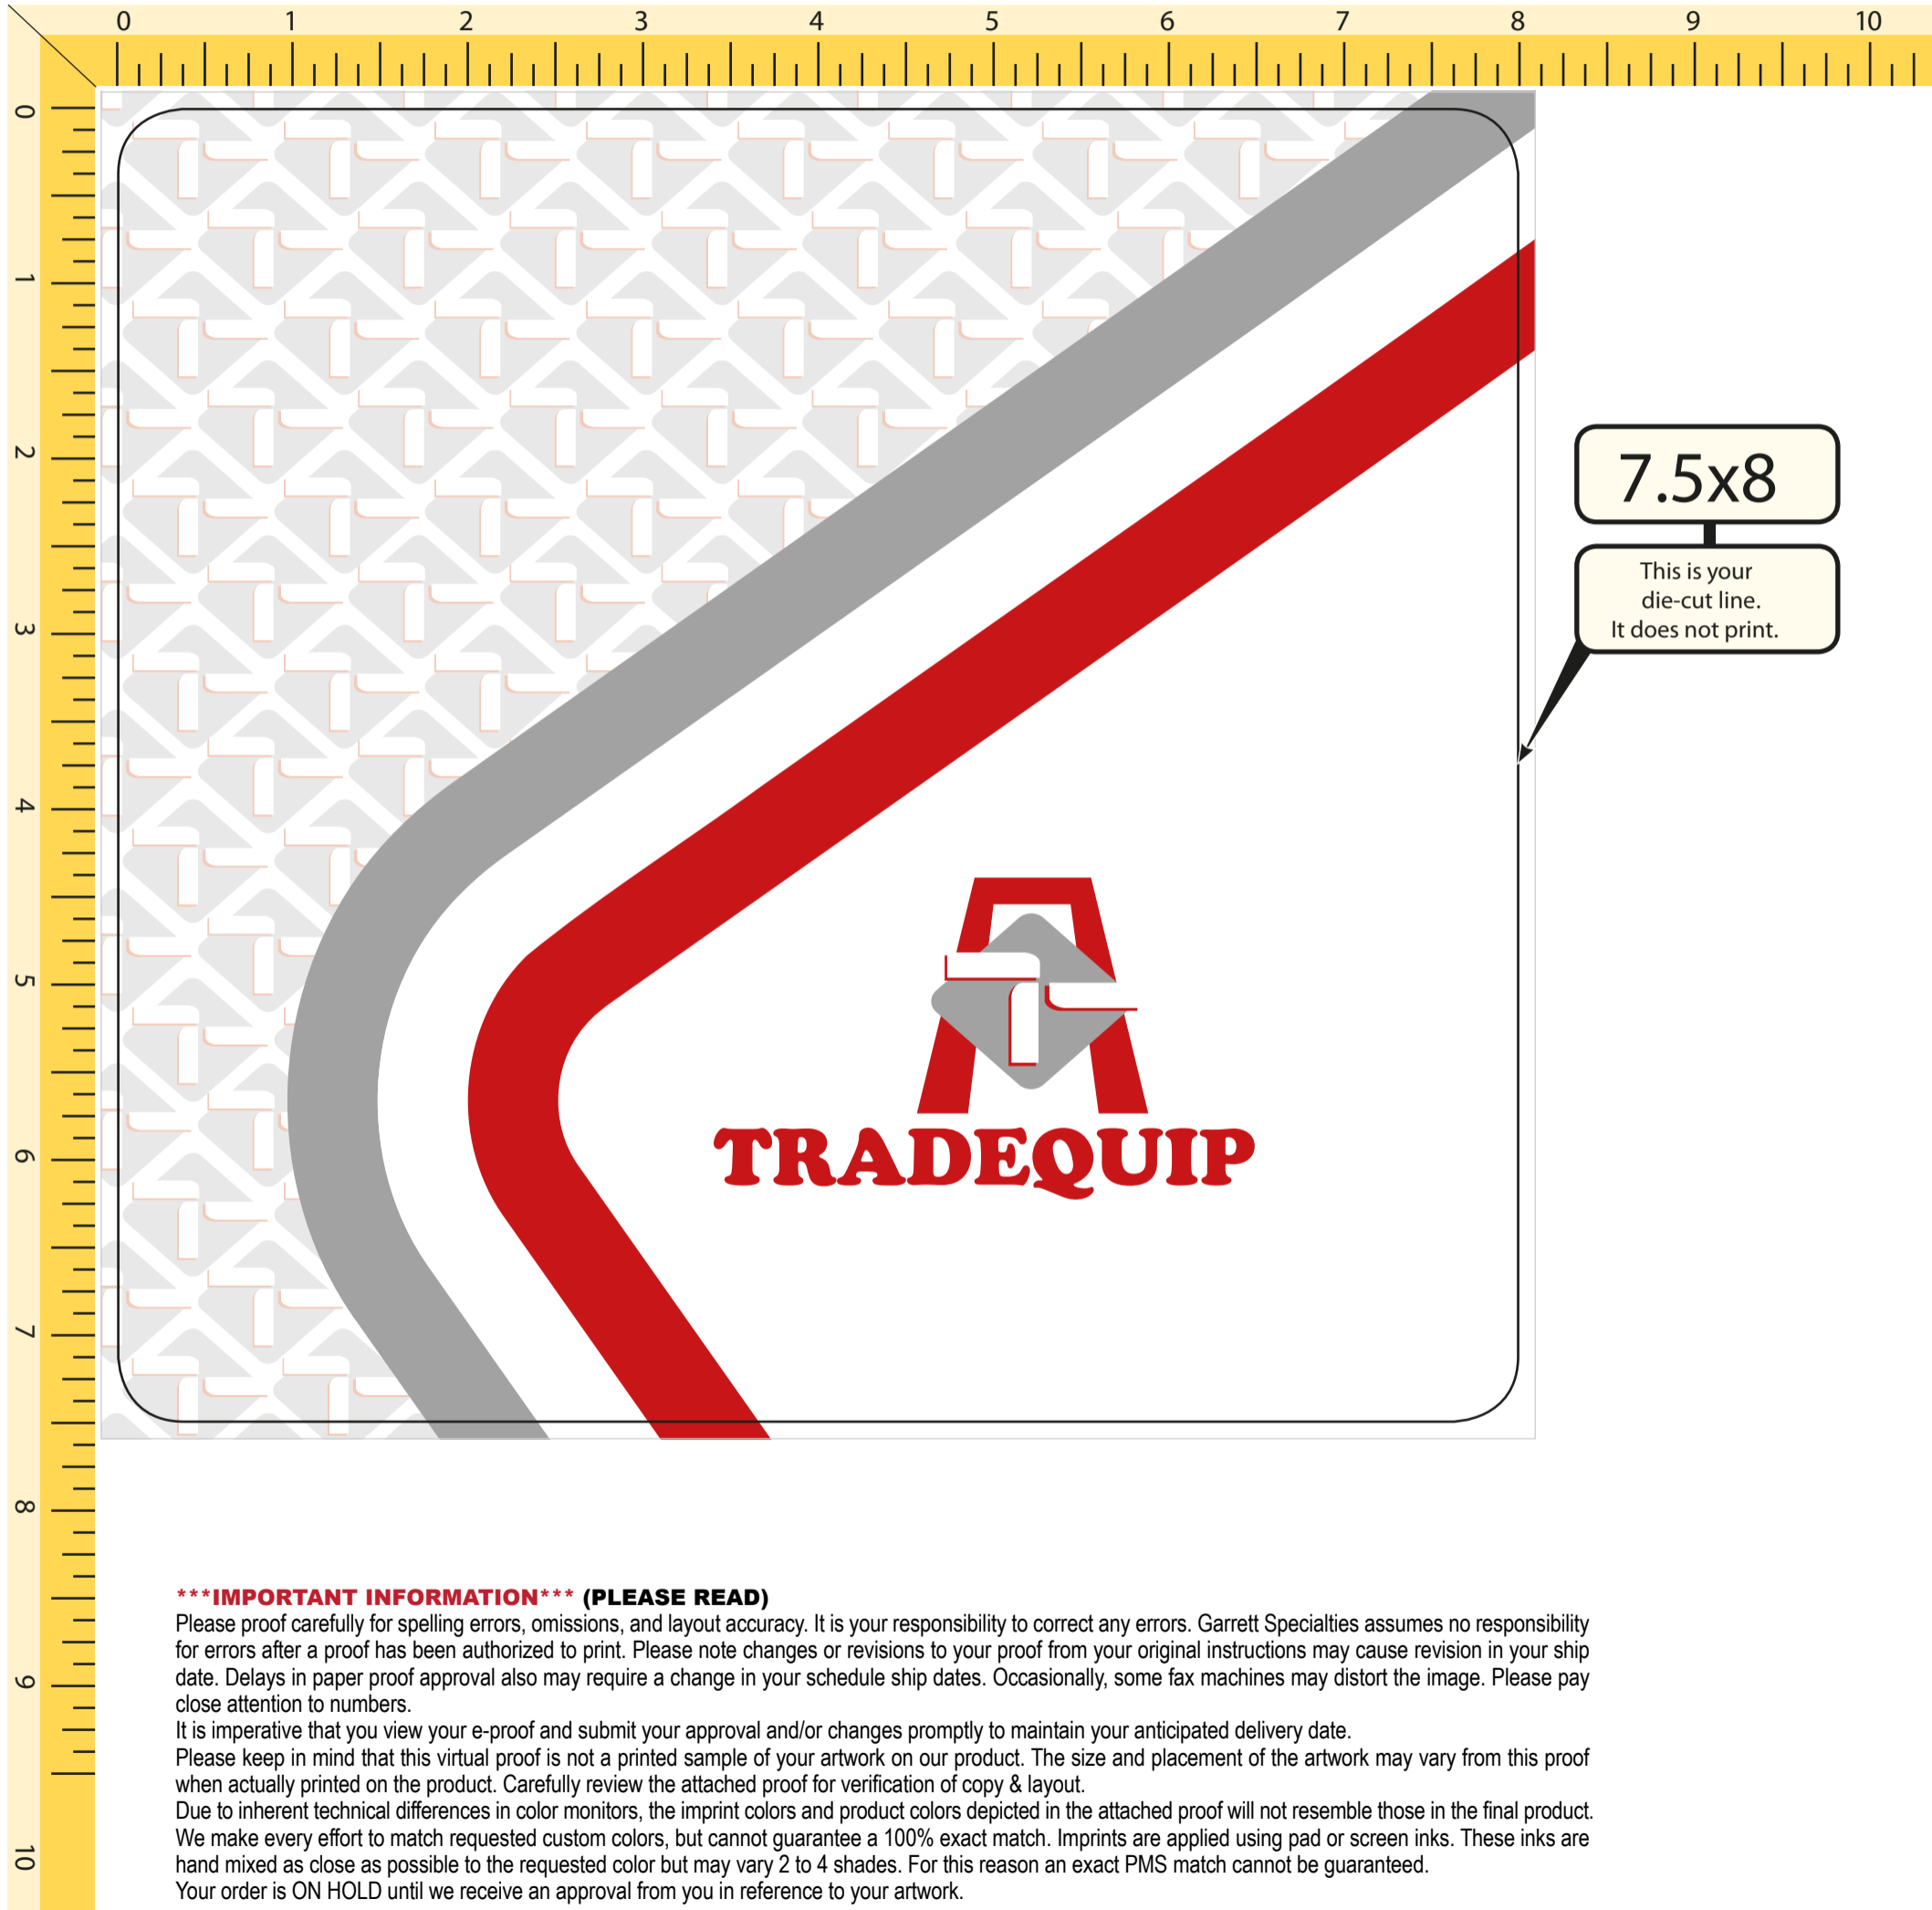 0 1 2 3 4 5 6 7 8 9 10
0
1
2
3
4
5
6
7
8
9
10
7.5x8
This is your
die-cut line.
It does not print.
TRADEQUIP
***IMPORTANT INFORMATION*** (PLEASE READ)
Please proof carefully for spelling errors, omissions, and layout accuracy. It is your responsibility to correct any errors. Garrett Specialties assumes no responsibility
for errors after a proof has been authorized to print. Please note changes or revisions to your proof from your original instructions may cause revision in your ship
date. Delays in paper proof approval also may require a change in your schedule ship dates. Occasionally, some fax machines may distort the image. Please pay
close attention to numbers.
It is imperative that you view your e-proof and submit your approval and/or changes promptly to maintain your anticipated delivery date.
Please keep in mind that this virtual proof is not a printed sample of your artwork on our product. The size and placement of the artwork may vary from this proof
when actually printed on the product. Carefully review the attached proof for verification of copy & layout.
Due to inherent technical differences in color monitors, the imprint colors and product colors depicted in the attached proof will not resemble those in the final product.
We make every effort to match requested custom colors, but cannot guarantee a 100% exact match. Imprints are applied using pad or screen inks. These inks are
hand mixed as close as possible to the requested color but may vary 2 to 4 shades. For this reason an exact PMS match cannot be guaranteed.
Your order is ON HOLD until we receive an approval from you in reference to your artwork.